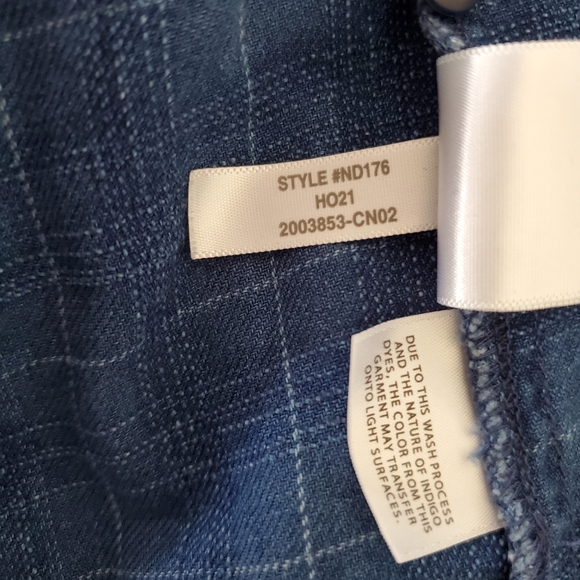 STYLE #ND176
HO21
2003853-CN02
DUE TO THIS WASH PROCESS
AND THE NATURE OF INDIGO
DYES, THE COLOR FROM THIS
GARMENT MAY TRANSFER
ONTO LIGHT SURFACES.